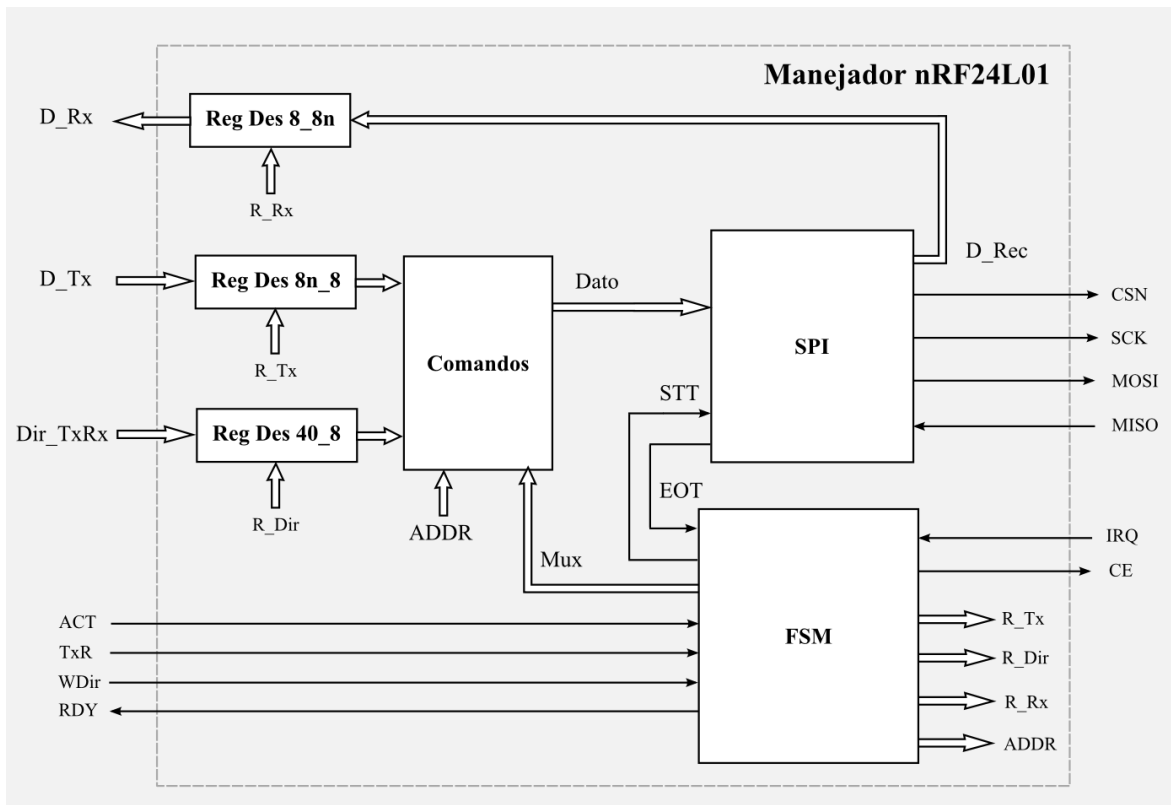 Manejador nRF24L01
D_Rx
Reg Des 8_8n
R_Rx
D_Rec
D_Tx
Reg Des 8n_8
R_Tx
Dato
Comandos
SPI
CSN
SCK
MOSI
MISO
Dir_TxRx
Reg Des 40_8
R_Dir
ADDR
STT
EOT
Mux
FSM
IRQ
CE
R_Tx
R_Dir
R_Rx
ADDR
ACT
TxR
WDir
RDY